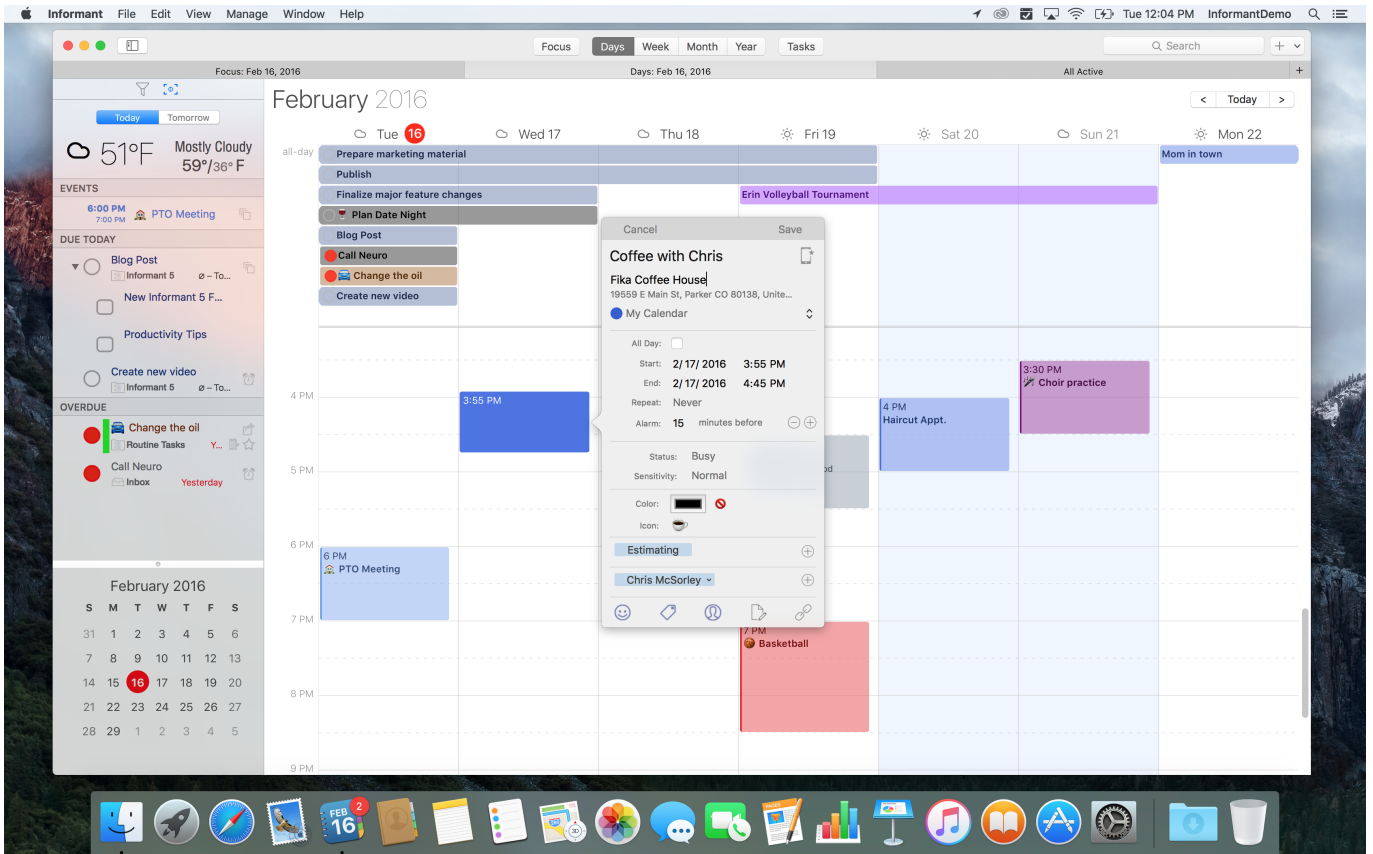 Informant File Edit View Manage Window Help
Tue 12:04 PM InformantDemo
Focus Days Week Month Year Tasks
Search
Focus: Feb 16, 2016
Days: Feb 16, 2016
All Active
Today Tomorrow
51°F
Mostly Cloudy
59°/36° F
EVENTS
6:00 PM
7:00 PM
PTO Meeting
DUE TODAY
Blog Post
Informant 5 ø – To...
New Informant 5 F...
Productivity Tips
Create new video
Informant 5 ø – To...
OVERDUE
Change the oil
Routine Tasks Y...
Call Neuro
Inbox Yesterday
February 2016
S M T W T F S
31 1 2 3 4 5 6
7 8 9 10 11 12 13
14 15 16 17 18 19 20
21 22 23 24 25 26 27
28 29 1 2 3 4 5
February 2016
< Today >
Tue 16 Wed 17 Thu 18 Fri 19 Sat 20 Sun 21 Mon 22
all-day
Prepare marketing material
Mom in town
Publish
Finalize major feature changes
Erin Volleyball Tournament
Plan Date Night
Blog Post
Call Neuro
Change the oil
Create new video
4 PM
5 PM
6 PM
7 PM
8 PM
9 PM
3:55 PM
6 PM
PTO Meeting
Cancel Save
Coffee with Chris
Fika Coffee House
19559 E Main St, Parker CO 80138, Unite...
My Calendar
All Day:
Start: 2/17/2016 3:55 PM
End: 2/17/2016 4:45 PM
Repeat: Never
Alarm: 15 minutes before
Status: Busy
Sensitivity: Normal
Color:
Icon:
Estimating
Chris McSorley
7 PM
Basketball
4 PM
Haircut Appt.
3:30 PM
Choir practice
FEB
16
2
PAGES
3D